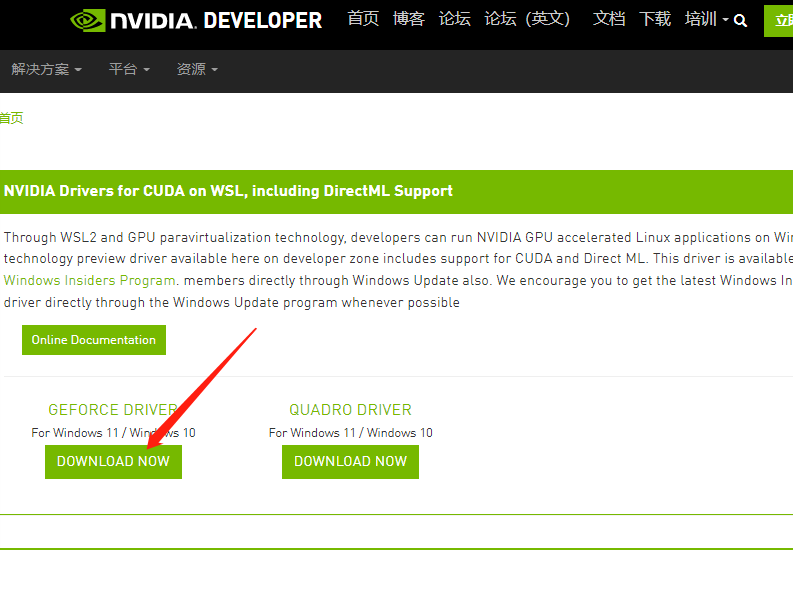 NVIDIA. DEVELOPER 首页 博客 论坛 论坛（英文） 文档 下载 培训
解决方案 平台 资源
首页
NVIDIA Drivers for CUDA on WSL, including DirectML Support
Through WSL2 and GPU paravirtualization technology, developers can run NVIDIA GPU accelerated Linux applications on
technology preview driver available here on developer zone includes support for CUDA and Direct ML. This driver is available
Windows Insiders Program. members directly through Windows Update also. We encourage you to get the latest Windows
driver directly through the Windows Update program whenever possible
Online Documentation
GEFORCE DRIVER QUADRO DRIVER
For Windows 11 / Windows 10 For Windows 11 / Windows 10
DOWNLOAD NOW DOWNLOAD NOW